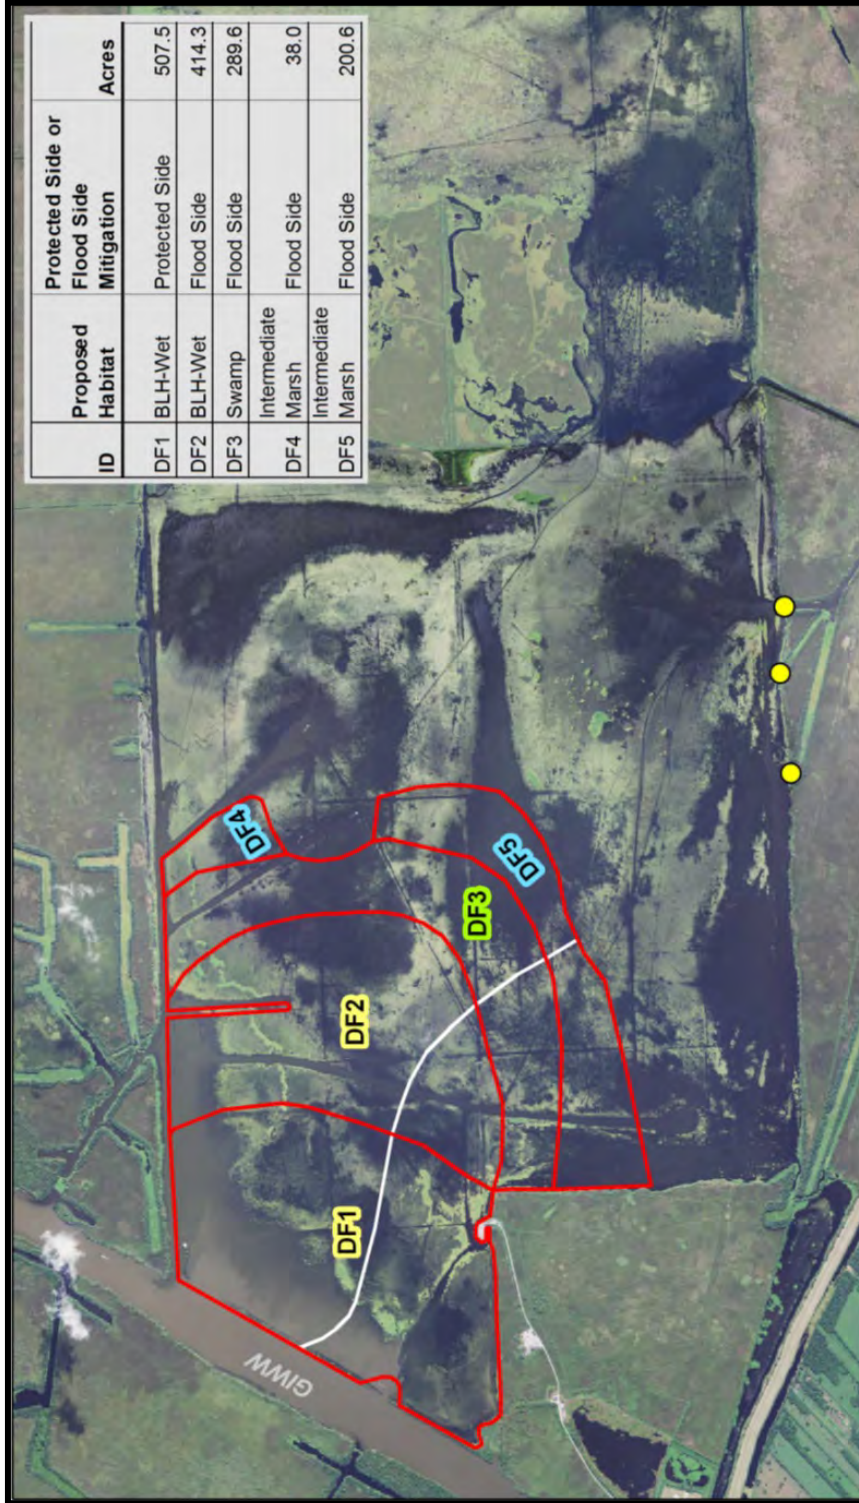 ID Proposed Habitat Protected Side or Flood Side Mitigation Acres
DF1 BLH-Wet Protected Side 507.5
DF2 BLH-Wet Flood Side 414.3
DF3 Swamp Flood Side 289.6
DF4 Intermediate Marsh Flood Side 38.0
DF5 Intermediate Marsh Flood Side 200.6
GIWW
DF1
DF2
DF3
DF4
DF5